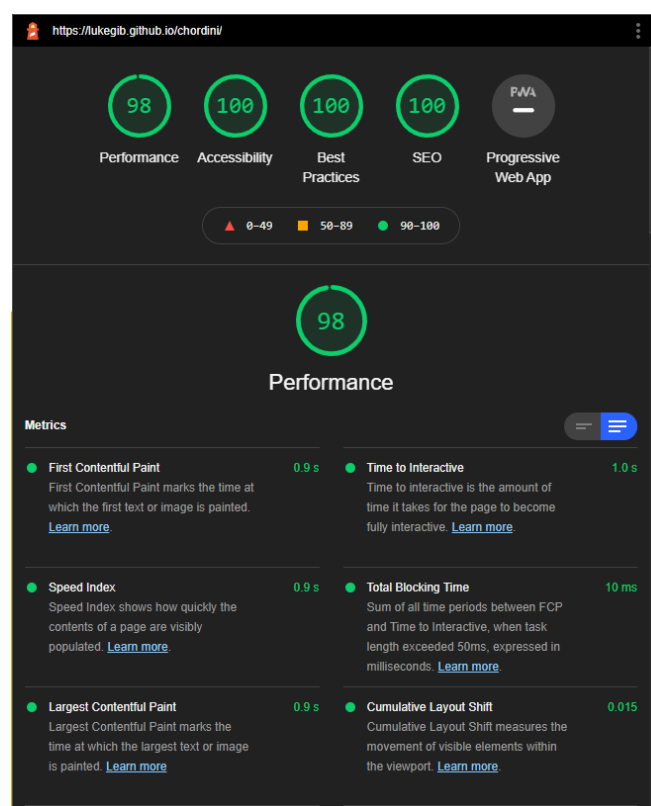 https://lukegib.github.io/chordini/
98
100
100
100
PWA
Performance
Accessibility
Best
Practices
SEO
Progressive
Web App
0–49
50–89
90–100
98
Performance
Metrics
First Contentful Paint 0.9 s
First Contentful Paint marks the time at
which the first text or image is painted.
Learn more.
Time to Interactive 1.0 s
Time to interactive is the amount of
time it takes for the page to become
fully interactive. Learn more.
Speed Index 0.9 s
Speed Index shows how quickly the
contents of a page are visibly
populated. Learn more.
Total Blocking Time 10 ms
Sum of all time periods between FCP
and Time to Interactive, when task
length exceeded 50ms, expressed in
milliseconds. Learn more.
Largest Contentful Paint 0.9 s
Largest Contentful Paint marks the
time at which the largest text or image
is painted. Learn more
Cumulative Layout Shift 0.015
Cumulative Layout Shift measures the
movement of visible elements within
the viewport. Learn more.